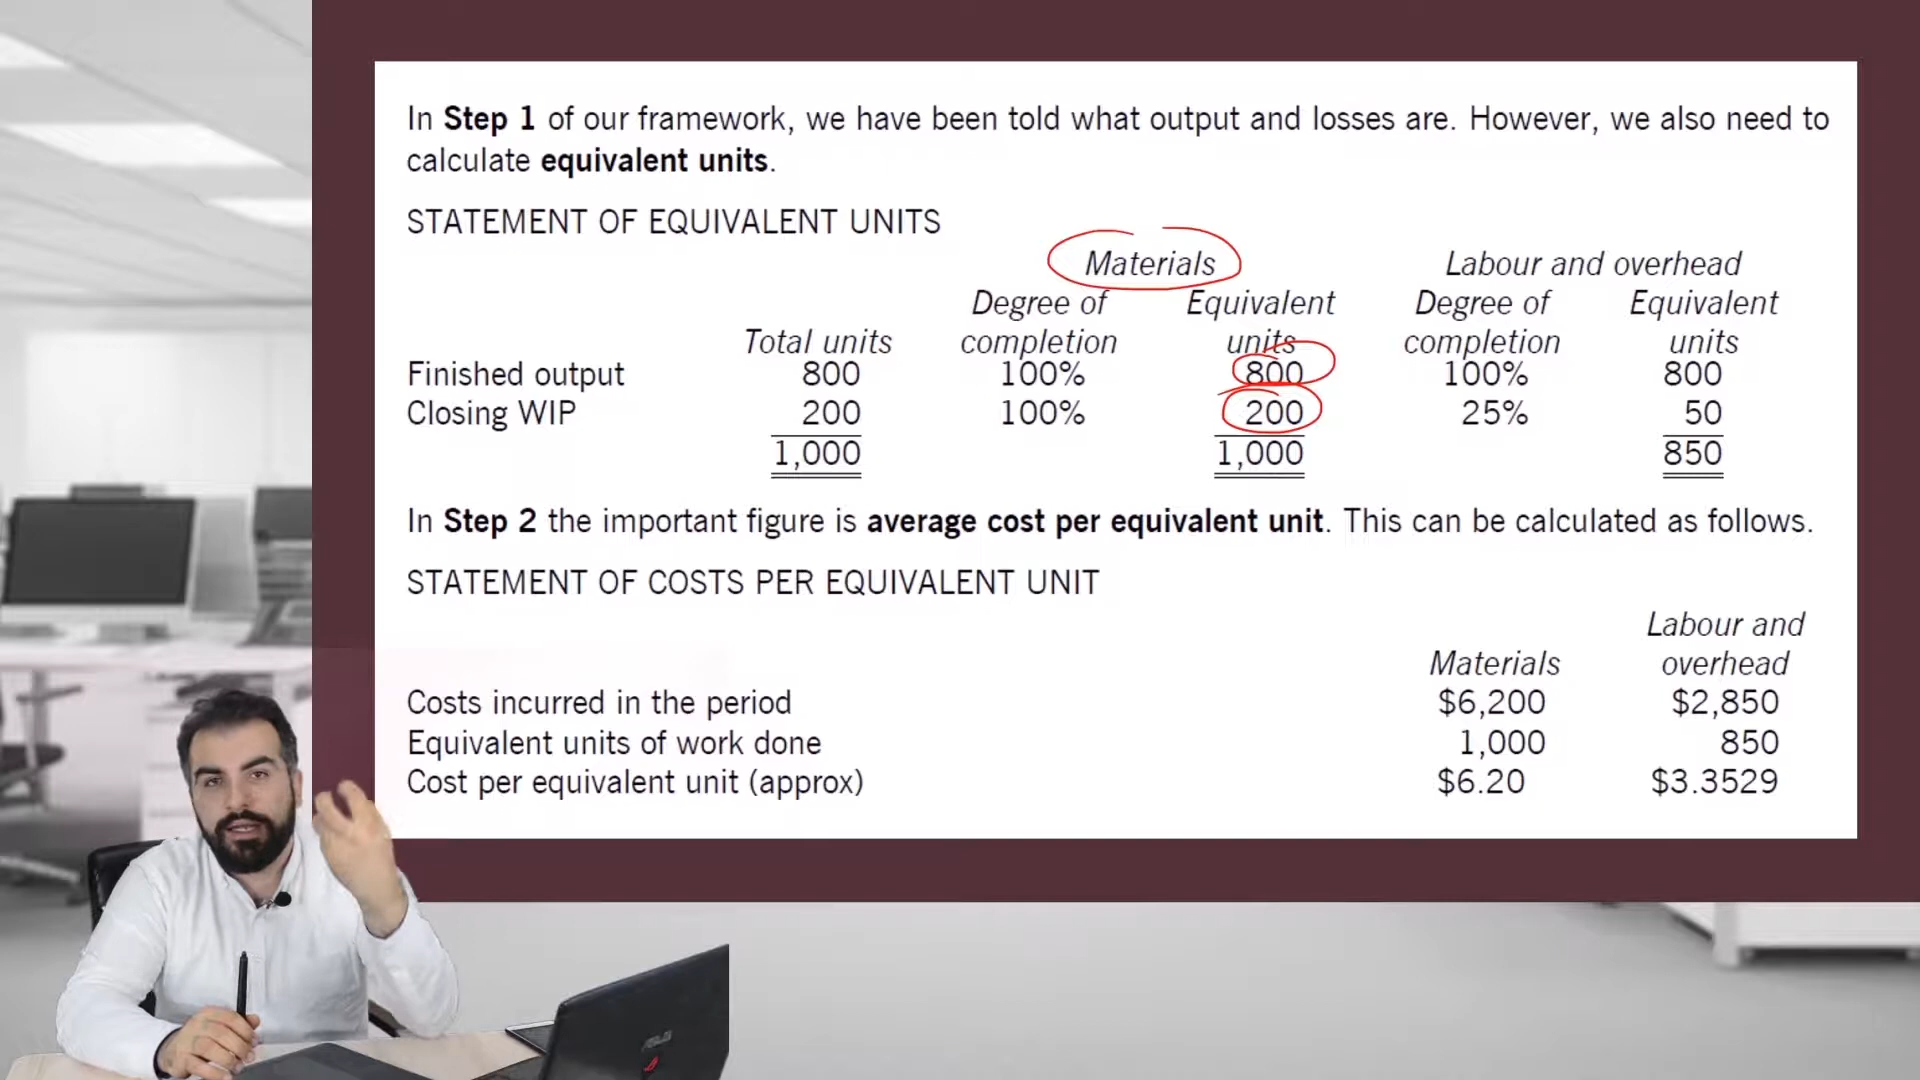 In Step 1 of our framework, we have been told what output and losses are. However, we also need to
calculate equivalent units.
STATEMENT OF EQUIVALENT UNITS
Materials Labour and overhead
Degree of Equivalent Degree of Equivalent
Total units completion units completion units
Finished output 800 100% 800 100% 800
Closing WIP 200 100% 200 25% 50
1,000 1,000 850
In Step 2 the important figure is average cost per equivalent unit. This can be calculated as follows.
STATEMENT OF COSTS PER EQUIVALENT UNIT
Labour and
Materials overhead
Costs incurred in the period $6,200 $2,850
Equivalent units of work done 1,000 850
Cost per equivalent unit (approx) $6.20 $3.3529
ASUS